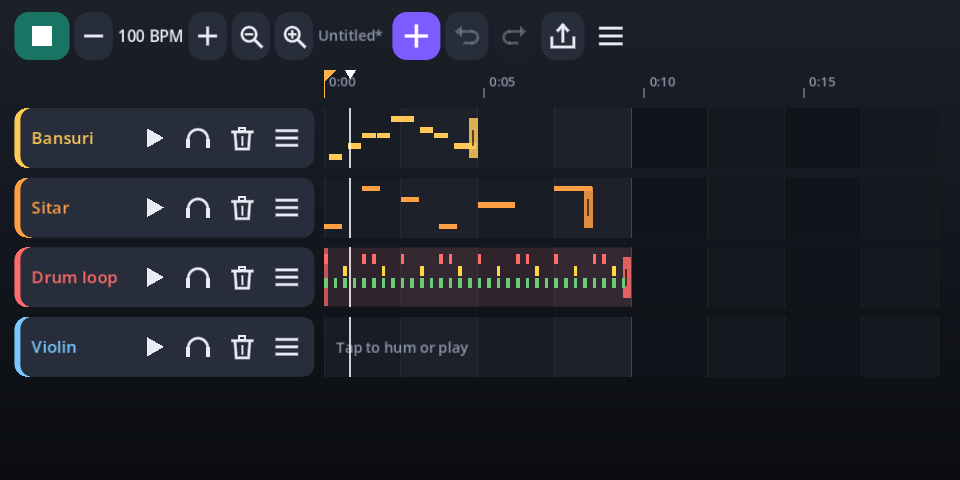 100 BPM
Untitled*
0:00 0:05 0:10 0:15
Bansuri
Sitar
Drum loop
Violin
Tap to hum or play